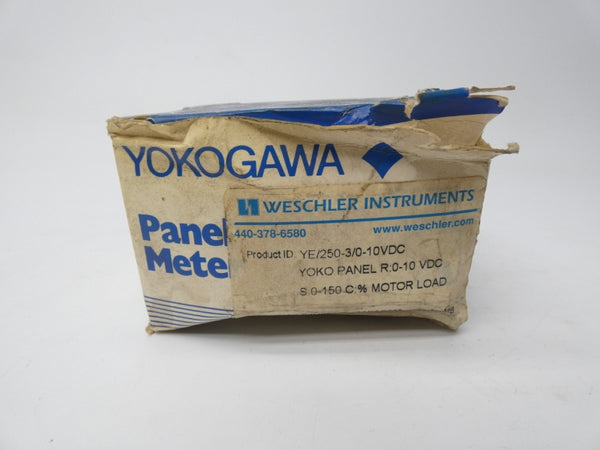 YOKOGAWA
WESCHLER INSTRUMENTS
440-378-6580 www.weschler.com
Panel
Mete
Product ID: YE/250-3/0-10VDC
YOKO PANEL R:0-10 VDC
S:0-150 C:% MOTOR LOAD